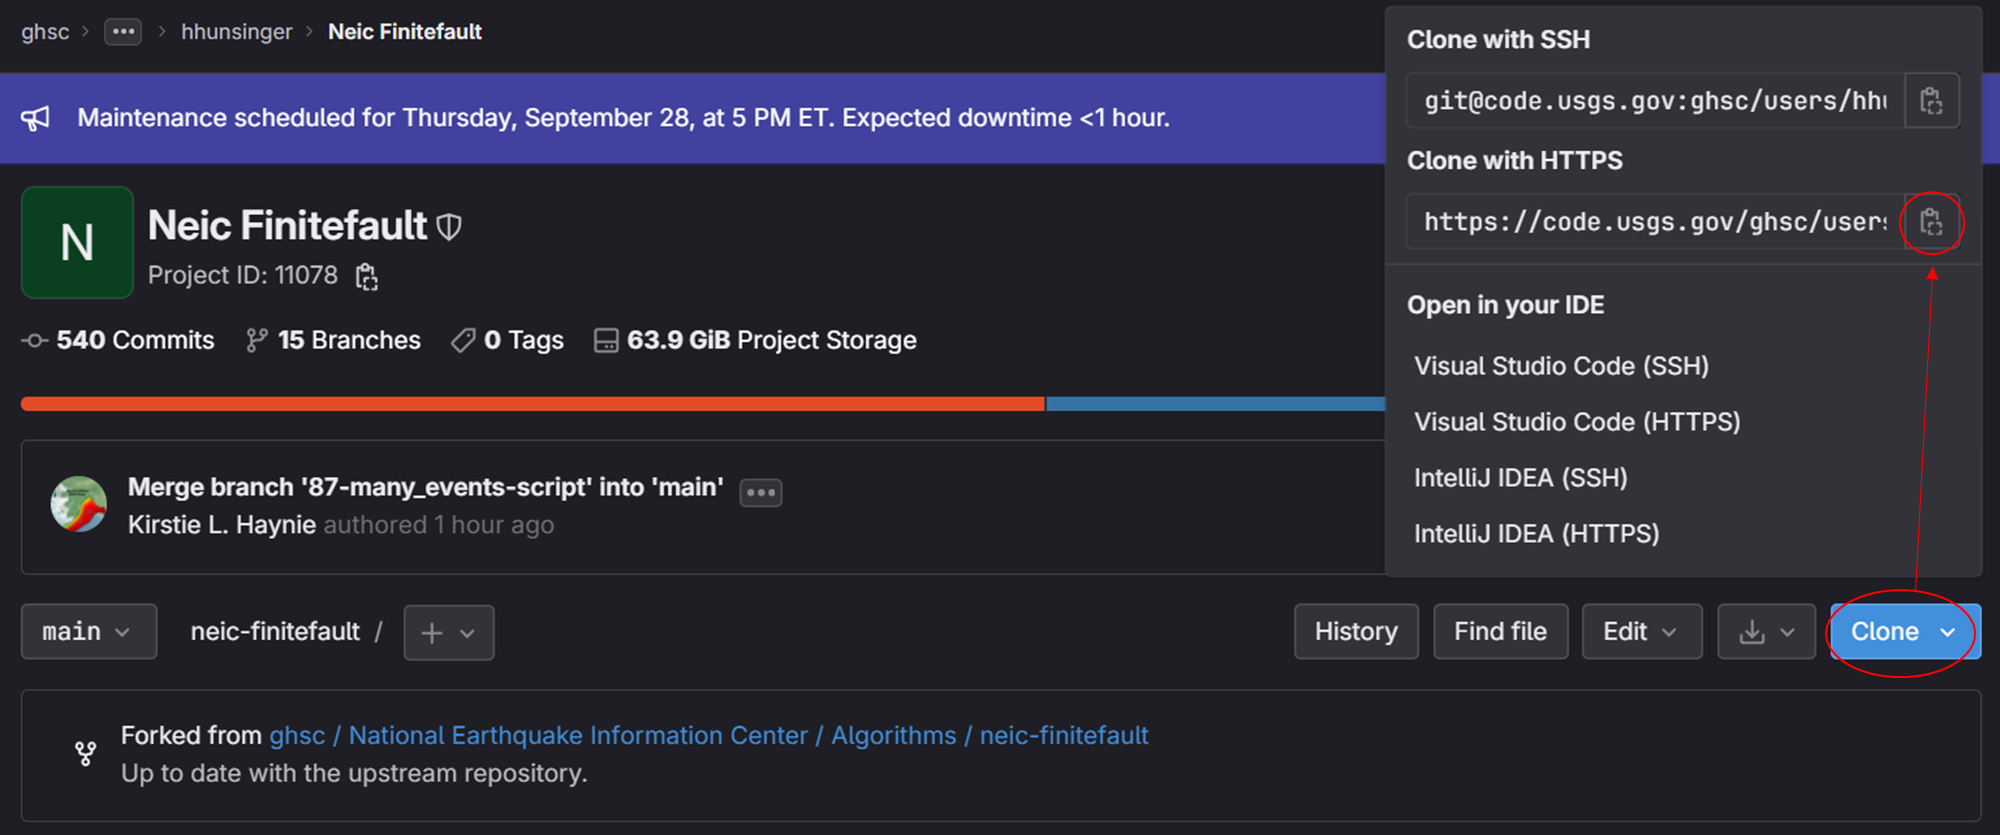 ghsc > ••• > hhunsinger > Neic Finitefault
Maintenance scheduled for Thursday, September 28, at 5 PM ET. Expected downtime <1 hour.
N
Neic Finitefault
Project ID: 11078
540 Commits 15 Branches 0 Tags 63.9 GiB Project Storage
Merge branch '87-many_events-script' into 'main' •••
Kirstie L. Haynie authored 1 hour ago
Clone with SSH
git@code.usgs.gov:ghsc/users/hhu
Clone with HTTPS
https://code.usgs.gov/ghsc/users
Open in your IDE
Visual Studio Code (SSH)
Visual Studio Code (HTTPS)
IntelliJ IDEA (SSH)
IntelliJ IDEA (HTTPS)
main neic-finitefault / + History Find file Edit Clone
Forked from ghsc / National Earthquake Information Center / Algorithms / neic-finitefault
Up to date with the upstream repository.